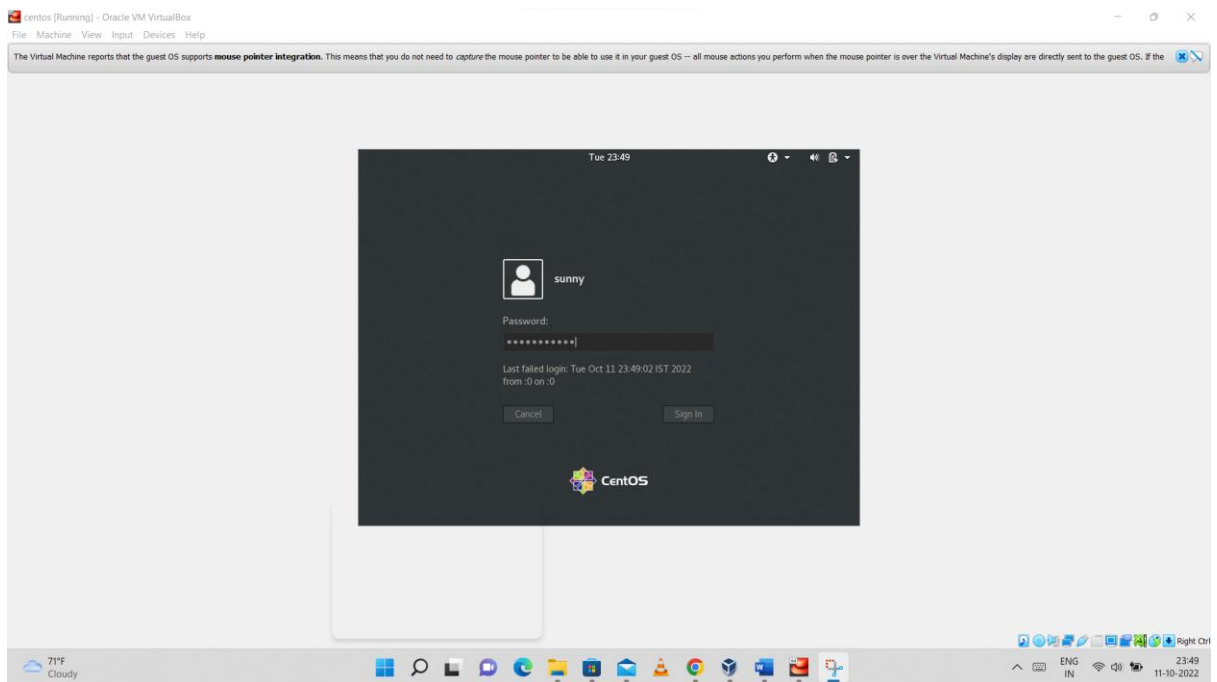 centos [Running] - Oracle VM VirtualBox
File Machine View Input Devices Help
The Virtual Machine reports that the guest OS supports mouse pointer integration. This means that you do not need to capture the mouse pointer to be able to use it in your guest OS -- all mouse actions you perform when the mouse pointer is over the Virtual Machine's display are directly sent to the guest OS. If the
Tue 23:49
sunny
Password:
•••••••••••
Last failed login: Tue Oct 11 23:49:02 IST 2022
from :0 on :0
Cancel Sign In
CentOS
Right Ctrl
71°F
Cloudy
ENG
IN
23:49
11-10-2022